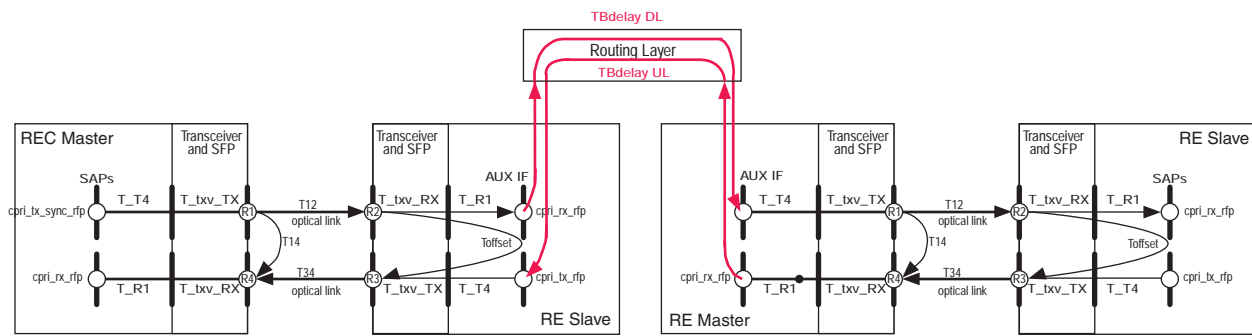 TBdelay DL
Routing Layer
TBdelay UL
REC Master
Transceiver
and SFP
SAPs
T_T4
T_txv_TX
cpri_tx_sync_rfp
R1
T12
optical link
T14
cpri_rx_rfp
T_R1
T_txv_RX
R4
T34
optical link
Transceiver
and SFP
AUX IF
T_txv_RX
T_R1
R2
cpri_rx_rfp
Toffset
R3
cpri_tx_rfp
T_txv_TX
T_T4
RE Slave
Transceiver
and SFP
AUX IF
T_T4
T_txv_TX
R1
T12
optical link
T14
cpri_rx_rfp
T_R1
T_txv_RX
R4
T34
optical link
RE Master
Transceiver
and SFP
RE Slave
SAPs
T_txv_RX
T_R1
R2
cpri_rx_rfp
Toffset
R3
cpri_tx_rfp
T_txv_TX
T_T4